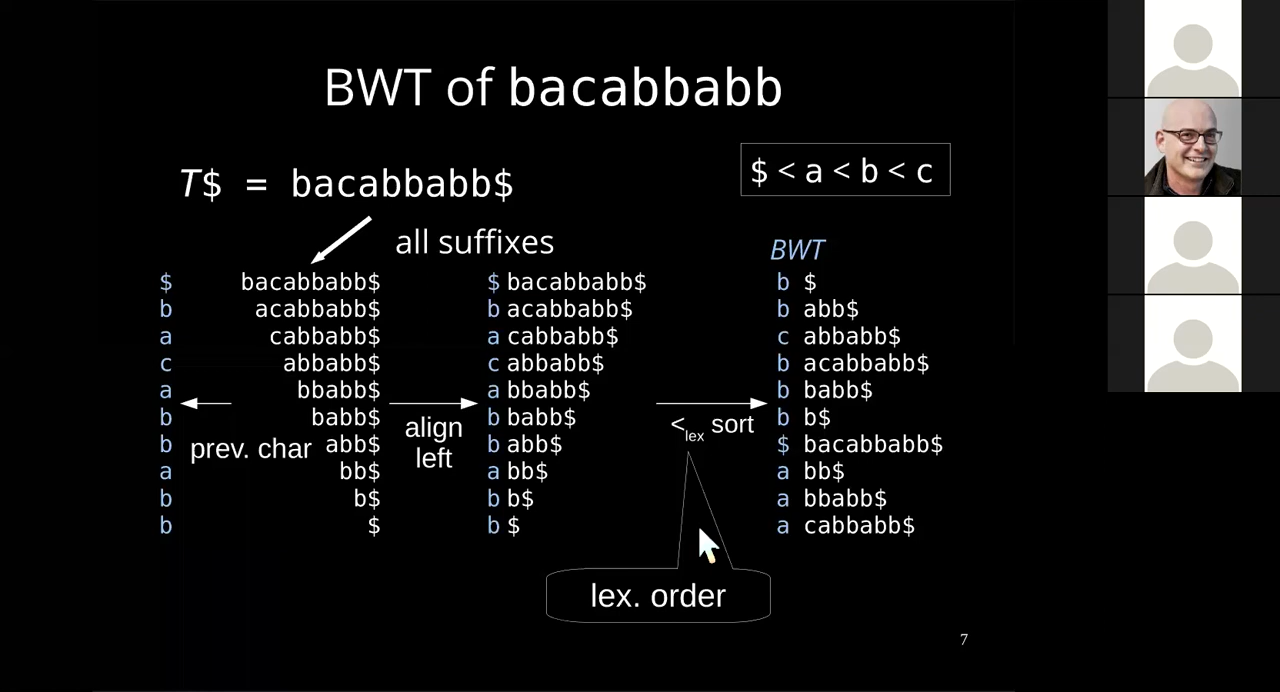 BWT of bacabbabb
T$ = bacabbabb$
$ < a < b < c
all suffixes
BWT
$ bacabbabb$ $ bacabbabb$ b $
b acabbabb$ b acabbabb$ b abb$
a cabbabb$ a cabbabb$ c abbabb$
c abbabb$ c abbabb$ b acabbabb$
a bbabb$ a bbabb$ b babb$
b babb$ b babb$ b b$
b abb$ b abb$ $ bacabbabb$
a bb$ a bb$ a bb$
b b$ b b$ a bbabb$
b $ b $ a cabbabb$
prev. char
align
left
<lex sort
lex. order
7